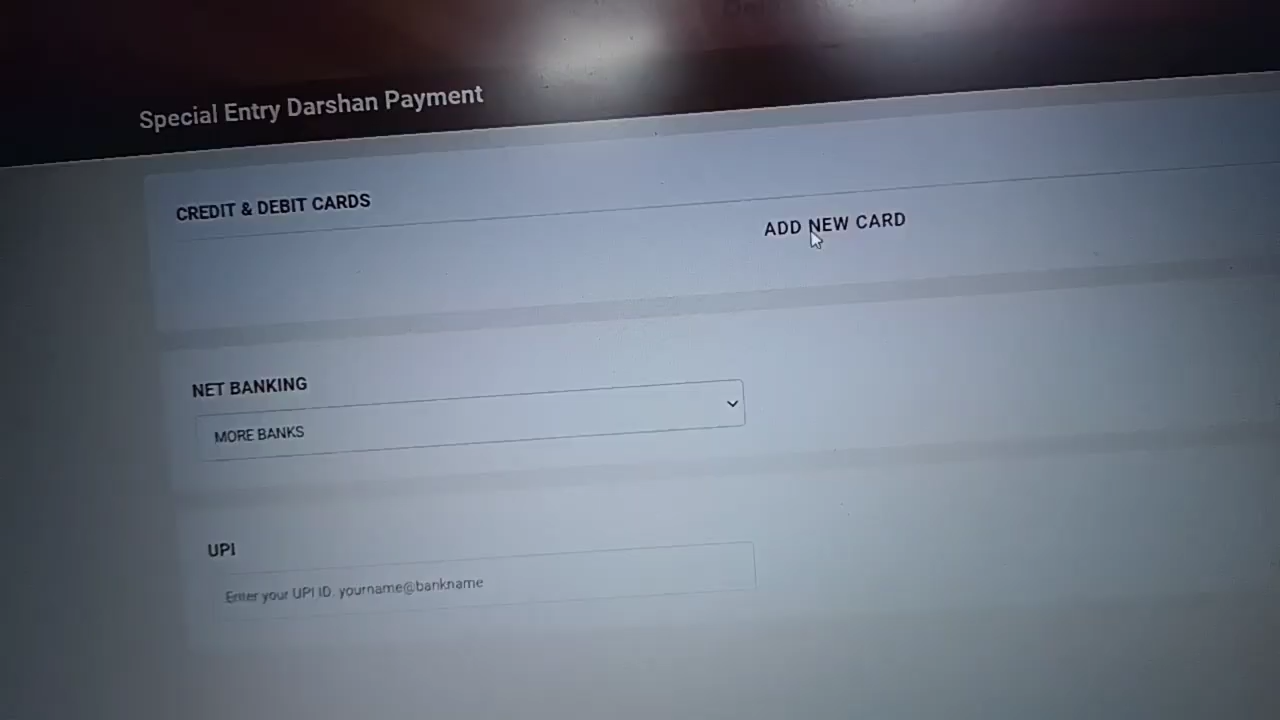 Special Entry Darshan Payment
CREDIT & DEBIT CARDS
ADD NEW CARD
NET BANKING
MORE BANKS
UPI
Enter your UPI ID. yourname@bankname